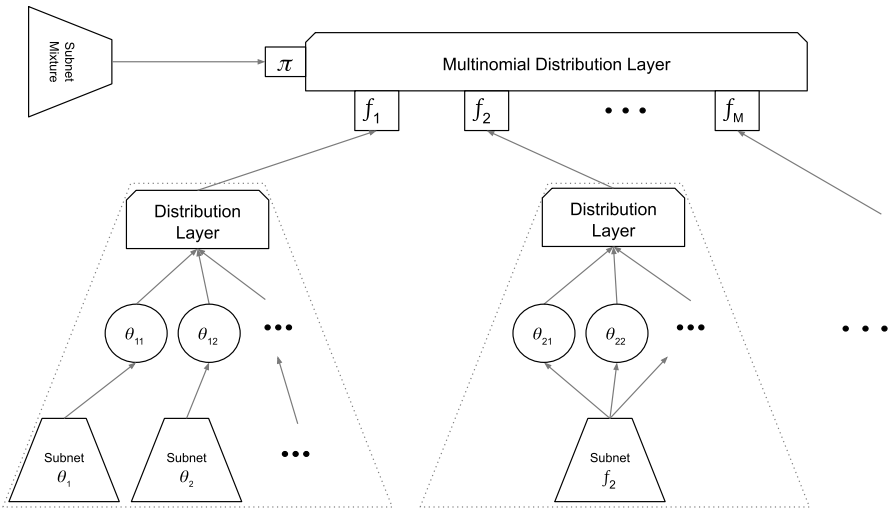 Subnet
Mixture
π
Multinomial Distribution Layer
f1
f2
•••
fM
Distribution
Layer
θ11
θ12
•••
Subnet
θ1
Subnet
θ2
•••
Distribution
Layer
θ21
θ22
•••
Subnet
f2
•••